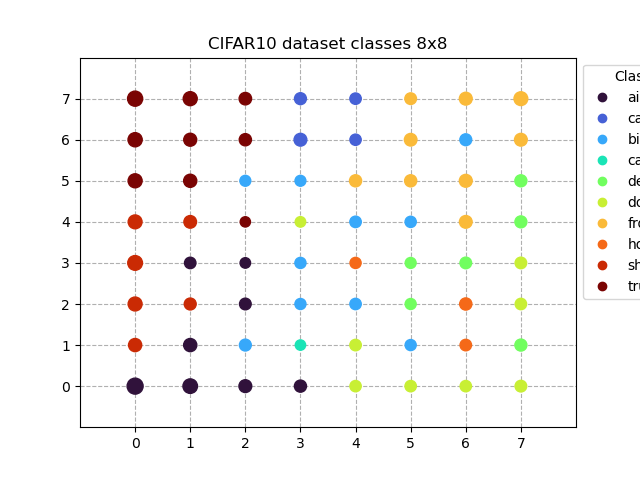 CIFAR10 dataset classes 8x8
7
6
5
4
3
2
1
0
0 1 2 3 4 5 6 7
Clas
ai
ca
bi
ca
de
do
fro
ho
sh
tru